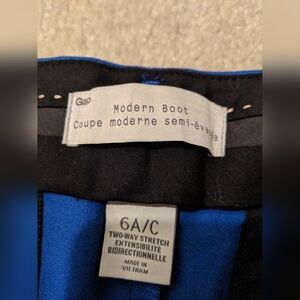 Gap
Modern Boot
Coupe moderne semi-évasée
6A/C
TWO-WAY STRETCH
EXTENSIBILITÉ
BIDIRECTIONNELLE
MADE IN
VIETNAM